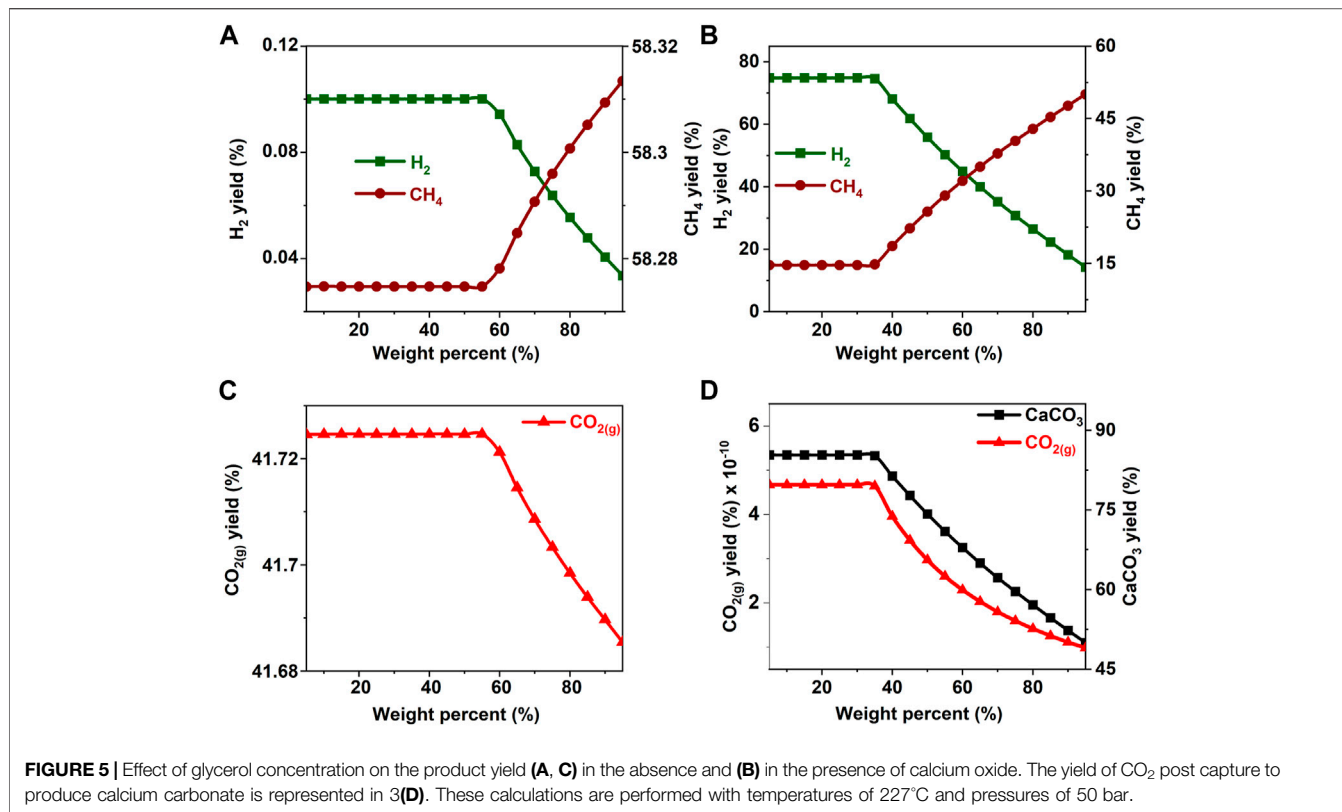 A
0.12
0.08
0.04
H2 yield (%)
H2
CH4
58.32
58.3
58.28
CH4 yield (%)
20
40
60
80
Weight percent (%)
B
80
70
60
50
40
30
20
10
0
H2 yield (%)
H2
CH4
60
45
30
15
CH4 yield (%)
20
40
60
80
Weight percent (%)
C
41.72
41.7
41.68
CO2(g) yield (%)
CO2(g)
20
40
60
80
Weight percent (%)
D
6
4
2
CO2(g) yield (%) x 10-10
CaCO3
CO2(g)
90
75
60
45
CaCO3 yield (%)
20
40
60
80
Weight percent (%)
FIGURE 5 | Effect of glycerol concentration on the product yield (A, C) in the absence and (B) in the presence of calcium oxide. The yield of CO2 post capture to
produce calcium carbonate is represented in 3(D). These calculations are performed with temperatures of 227°C and pressures of 50 bar.